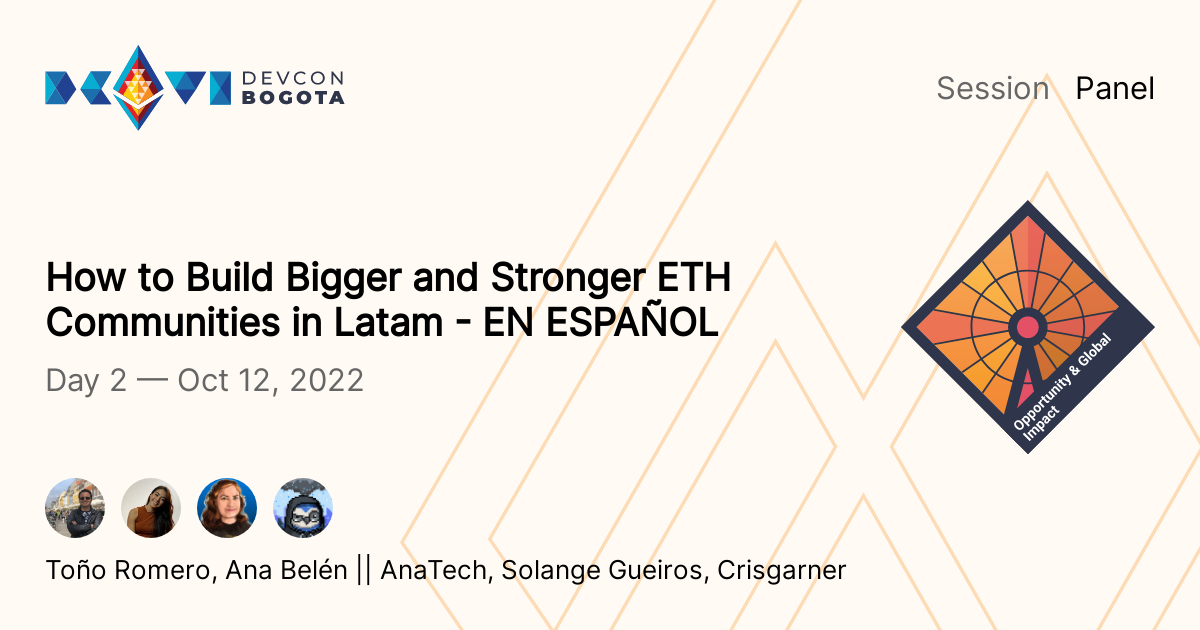 DEVCON
BOGOTA
Session Panel
How to Build Bigger and Stronger ETH
Communities in Latam - EN ESPAÑOL
Day 2 — Oct 12, 2022
Opportunity & Global
Impact
Toño Romero, Ana Belén || AnaTech, Solange Gueiros, Crisgarner